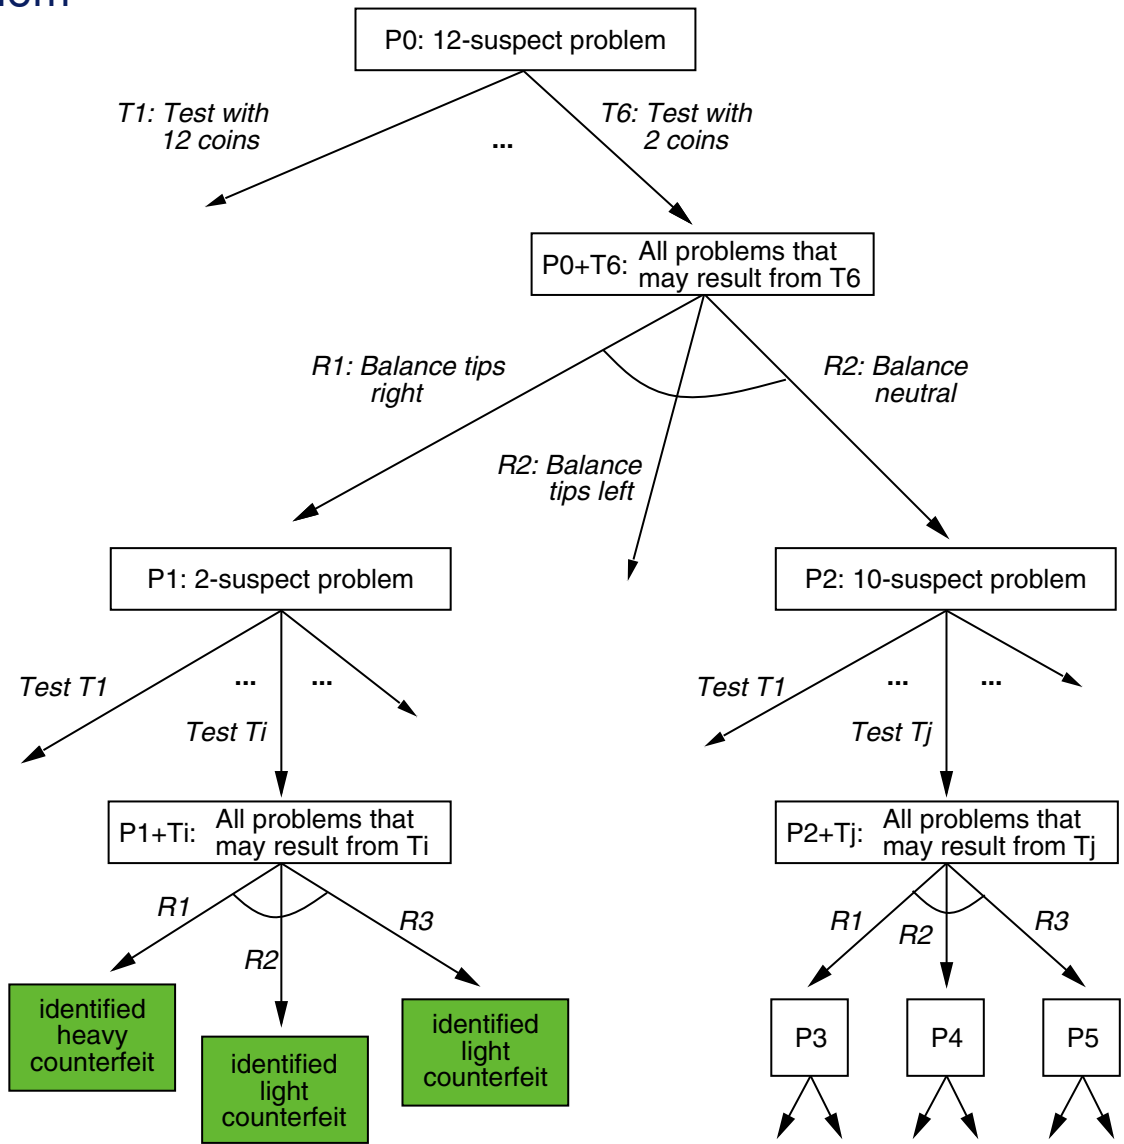 P0: 12-suspect problem
T1: Test with
12 coins
...
T6: Test with
2 coins
P0+T6: All problems that
may result from T6
R1: Balance tips
right
R2: Balance
tips left
R2: Balance
neutral
P1: 2-suspect problem
P2: 10-suspect problem
Test T1
...
...
Test Ti
Test T1
...
...
Test Tj
P1+Ti: All problems that
may result from Ti
P2+Tj: All problems that
may result from Tj
R1
R2
R3
R1
R2
R3
identified
heavy
counterfeit
identified
light
counterfeit
identified
light
counterfeit
P3
P4
P5